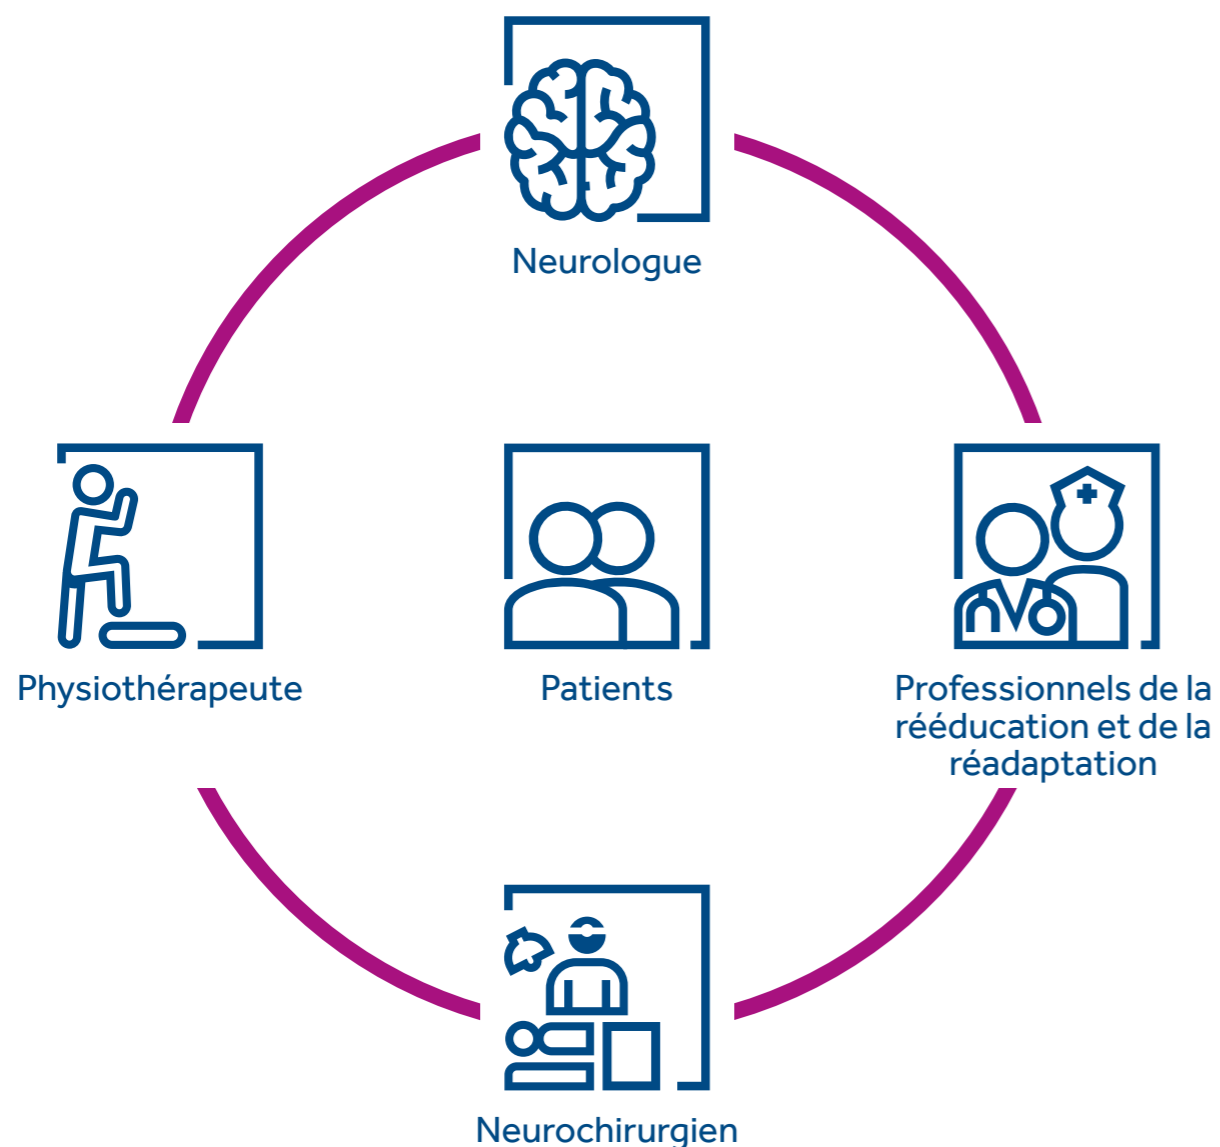 Neurologue
Physiothérapeute
Patients
Professionnels de la
rééducation et de la
réadaptation
Neurochirurgien